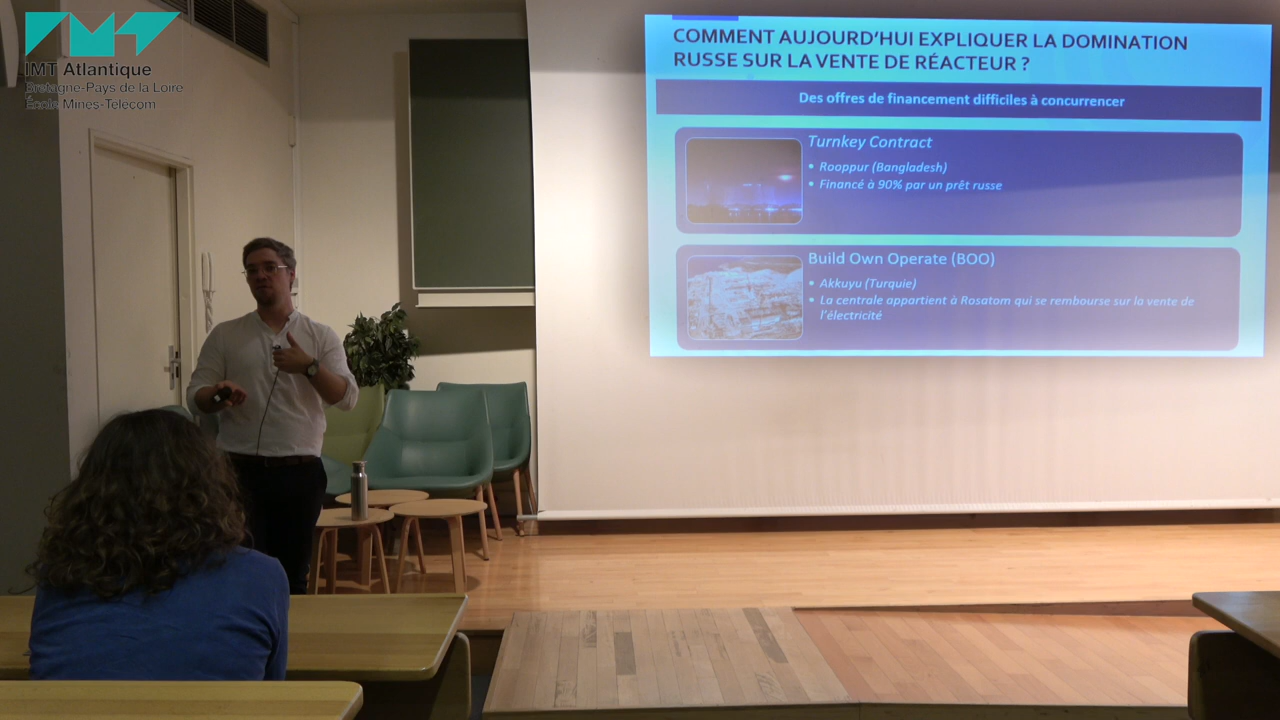 IMT Atlantique
Bretagne-Pays de la Loire
École Mines-Télécom
COMMENT AUJOURD'HUI EXPLIQUER LA DOMINATION
RUSSE SUR LA VENTE DE RÉACTEUR ?
Des offres de financement difficiles à concurrencer
Turnkey Contract
• Rooppur (Bangladesh)
• Financé à 90% par un prêt russe
Build Own Operate (BOO)
• Akkuyu (Turquie)
• La centrale appartient à Rosatom qui se rembourse sur la vente de
l'électricité